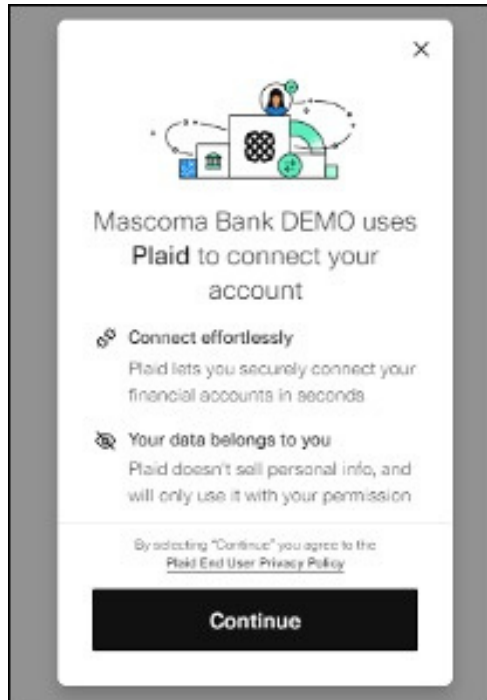 Mascoma Bank DEMO uses
Plaid to connect your
account
Connect effortlessly
Plaid lets you securely connect your
financial accounts in seconds
Your data belongs to you
Plaid doesn't sell personal info, and
will only use it with your permission
By selecting "Continue" you agree to the
Plaid End User Privacy Policy
Continue